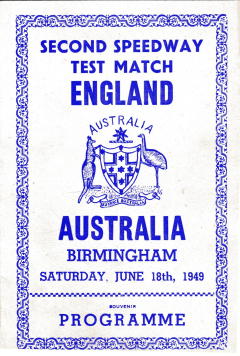 SECOND SPEEDWAY
TEST MATCH
ENGLAND
AUSTRALIA
AUSTRALIA
BIRMINGHAM
SATURDAY, JUNE 18th, 1949
SOUVENIR
PROGRAMME